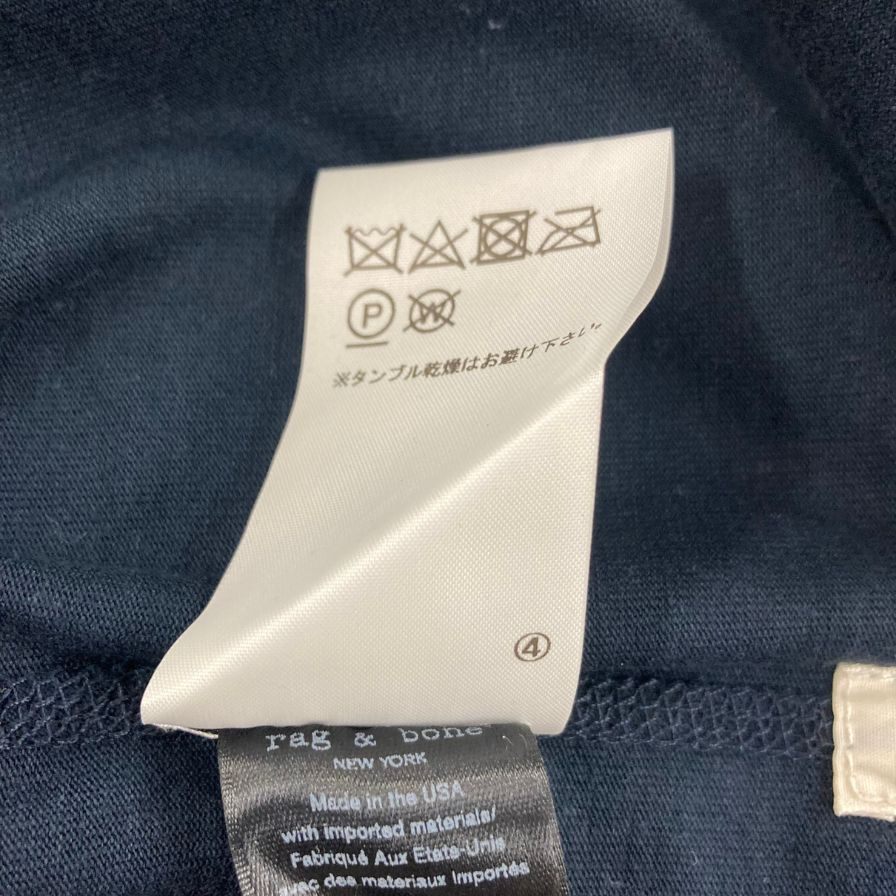 P W
※タンブル乾燥はお避け下さい。
④
rag & bone
NEW YORK
Made in the USA
with imported materials/
Fabriqué Aux Etats-Unis
avec des materiaux importés